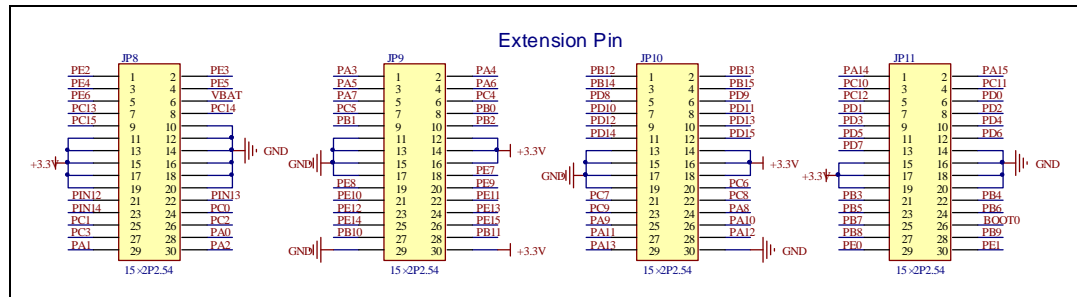 Extension Pin
JP8
PE2 1 2 PE3
PE4 3 4 PE5
PE6 5 6 VBAT
PC13 7 8 PC14
PC15 9 10
11 12
13 14 GND
+3.3V 15 16
17 18
19 20
PIN12 21 22 PIN13
PIN14 23 24 PC0
PC1 25 26 PC2
PC3 27 28 PA0
PA1 29 30 PA2
15×2P2.54
JP9
PA3 1 2 PA4
PA5 3 4 PA6
PA7 5 6 PC4
PC5 7 8 PB0
PB1 9 10 PB2
11 12
13 14 +3.3V
GND 15 16
17 18 PE7
PE8 19 20 PE9
PE10 21 22 PE11
PE12 23 24 PE13
PE14 25 26 PE15
PB10 27 28 PB11
GND 29 30 +3.3V
15×2P2.54
JP10
PB12 1 2 PB13
PB14 3 4 PB15
PD8 5 6 PD9
PD10 7 8 PD11
PD12 9 10 PD13
PD14 11 12 PD15
13 14
15 16 +3.3V
GND 17 18
19 20 PC6
PC7 21 22 PC8
PC9 23 24 PA8
PA9 25 26 PA10
PA11 27 28 PA12
PA13 29 30 GND
15×2P2.54
JP11
PA14 1 2 PA15
PC10 3 4 PC11
PC12 5 6 PD0
PD1 7 8 PD2
PD3 9 10 PD4
PD5 11 12 PD6
PD7 13 14
15 16 GND
+3.3V 17 18
19 20
PB3 21 22 PB4
PB5 23 24 PB6
PB7 25 26 BOOT0
PB8 27 28 PB9
PE0 29 30 PE1
15×2P2.54